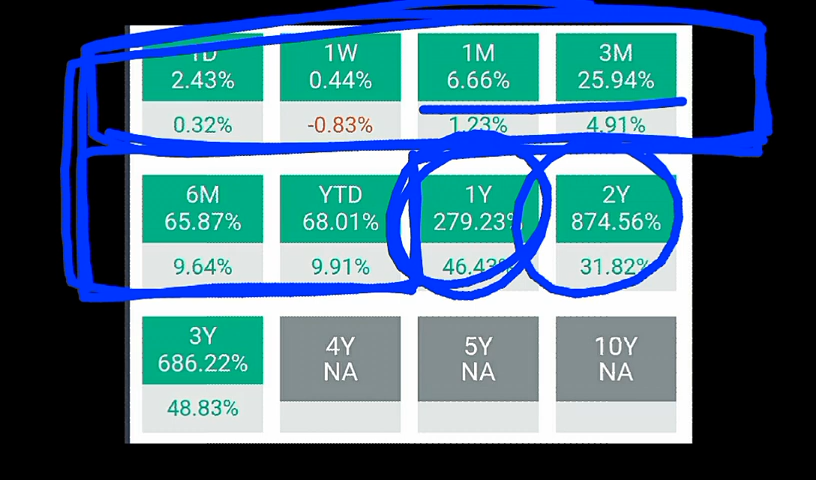 1D 1W 1M 3M
2.43% 0.44% 6.66% 25.94%
0.32% -0.83% 1.23% 4.91%
6M YTD 1Y 2Y
65.87% 68.01% 279.23% 874.56%
9.64% 9.91% 46.43% 31.82%
3Y 4Y 5Y 10Y
686.22% NA NA NA
48.83%